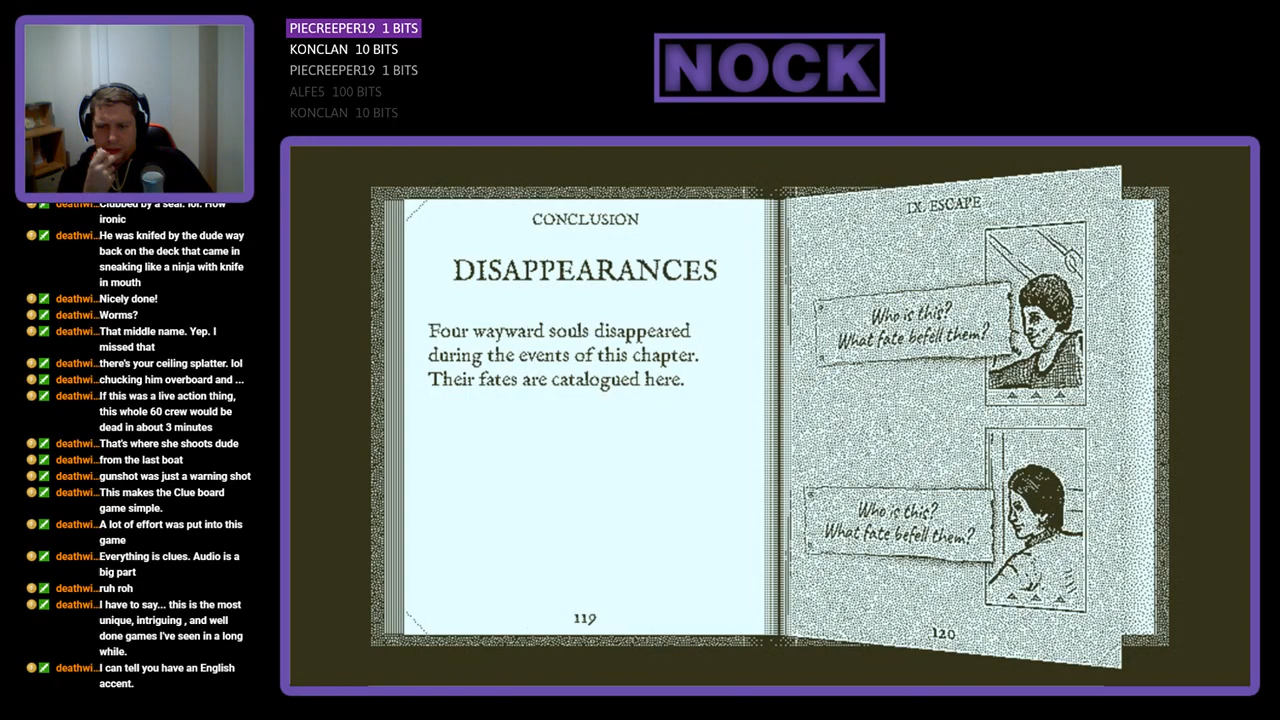 PIECREEPER19 1 BITS
KONCLAN 10 BITS
PIECREEPER19 1 BITS
ALFE5 100 BITS
KONCLAN 10 BITS
NOCK
Clubbed by a seal. lol. How
ironic
deathwi...He was knifed by the dude way
back on the deck that came in
sneaking like a ninja with knife
in mouth
deathwi...Nicely done!
deathwi...Worms?
deathwi...That middle name. Yep. I
missed that
deathwi...there's your ceiling splatter. lol
deathwi...chucking him overboard and ...
deathwi...If this was a live action thing,
this whole 60 crew would be
dead in about 3 minutes
deathwi...That's where she shoots dude
deathwi...from the last boat
deathwi...gunshot was just a warning shot
deathwi...This makes the Clue board
game simple.
deathwi...A lot of effort was put into this
game
deathwi...Everything is clues. Audio is a
big part
deathwi...ruh roh
deathwi...I have to say... this is the most
unique, intriguing , and well
done games I've seen in a long
while.
deathwi...I can tell you have an English
accent.
CONCLUSION
DISAPPEARANCES
Four wayward souls disappeared
during the events of this chapter.
Their fates are catalogued here.
119
IX. ESCAPE
Who is this?
What fate befell them?
Who is this?
What fate befell them?
120